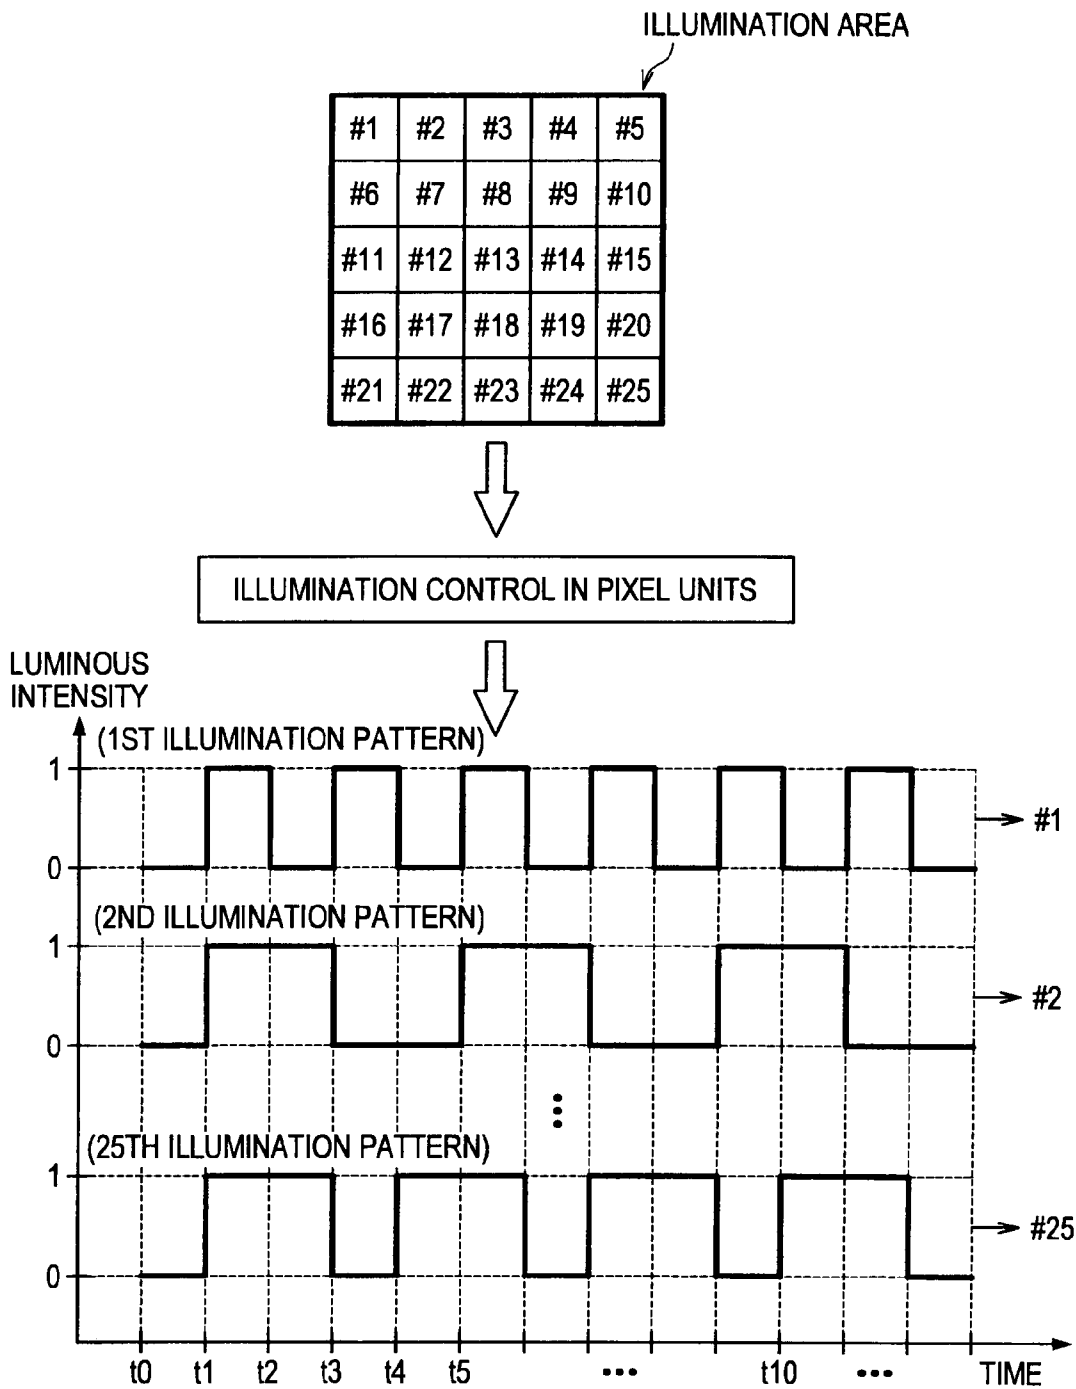 ILLUMINATION AREA
#1 #2 #3 #4 #5
#6 #7 #8 #9 #10
#11 #12 #13 #14 #15
#16 #17 #18 #19 #20
#21 #22 #23 #24 #25
ILLUMINATION CONTROL IN PIXEL UNITS
LUMINOUS
INTENSITY
(1ST ILLUMINATION PATTERN)
1
#1
0
(2ND ILLUMINATION PATTERN)
1
#2
0
(25TH ILLUMINATION PATTERN)
1
#25
0
t0 t1 t2 t3 t4 t5 ••• t10 ••• TIME